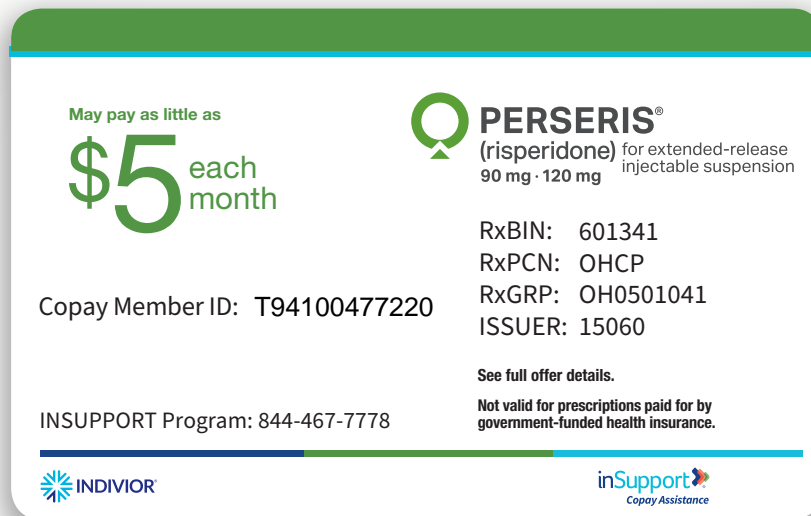 May pay as little as
$5 each month
PERSERIS®
(risperidone) for extended-release injectable suspension
90 mg · 120 mg
RxBIN: 601341
RxPCN: OHCP
RxGRP: OH0501041
ISSUER: 15060
Copay Member ID: T94100477220
See full offer details.
Not valid for prescriptions paid for by
government-funded health insurance.
INSUPPORT Program: 844-467-7778
INDIVIOR®
inSupport
Copay Assistance